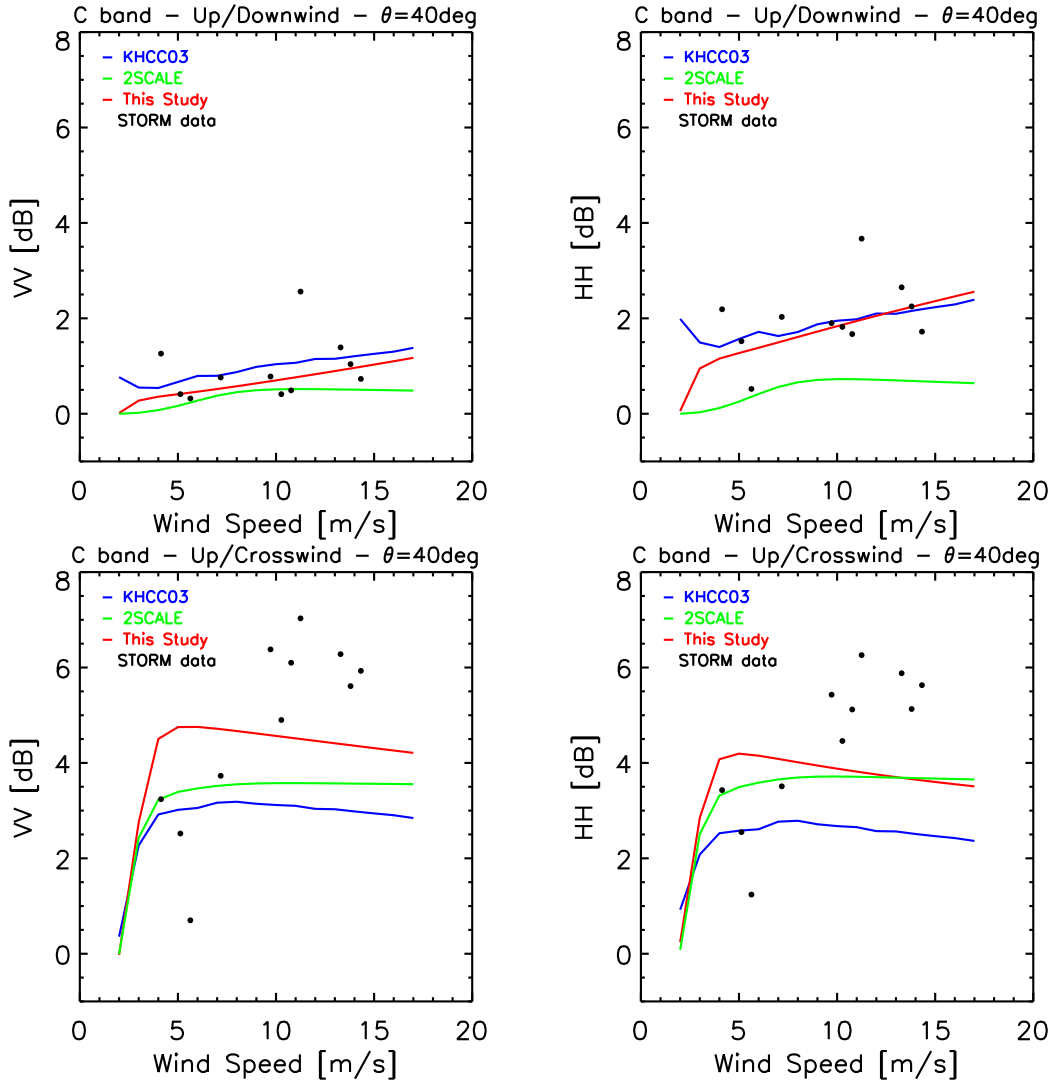 C band - Up/Downwind - θ=40deg
8
6
4
2
0
VV [dB]
KHCC03
2SCALE
This Study
STORM data
0 5 10 15 20
Wind Speed [m/s]
C band - Up/Downwind - θ=40deg
8
6
4
2
0
HH [dB]
KHCC03
2SCALE
This Study
STORM data
0 5 10 15 20
Wind Speed [m/s]
C band - Up/Crosswind - θ=40deg
8
6
4
2
0
VV [dB]
KHCC03
2SCALE
This Study
STORM data
0 5 10 15 20
Wind Speed [m/s]
C band - Up/Crosswind - θ=40deg
8
6
4
2
0
HH [dB]
KHCC03
2SCALE
This Study
STORM data
0 5 10 15 20
Wind Speed [m/s]